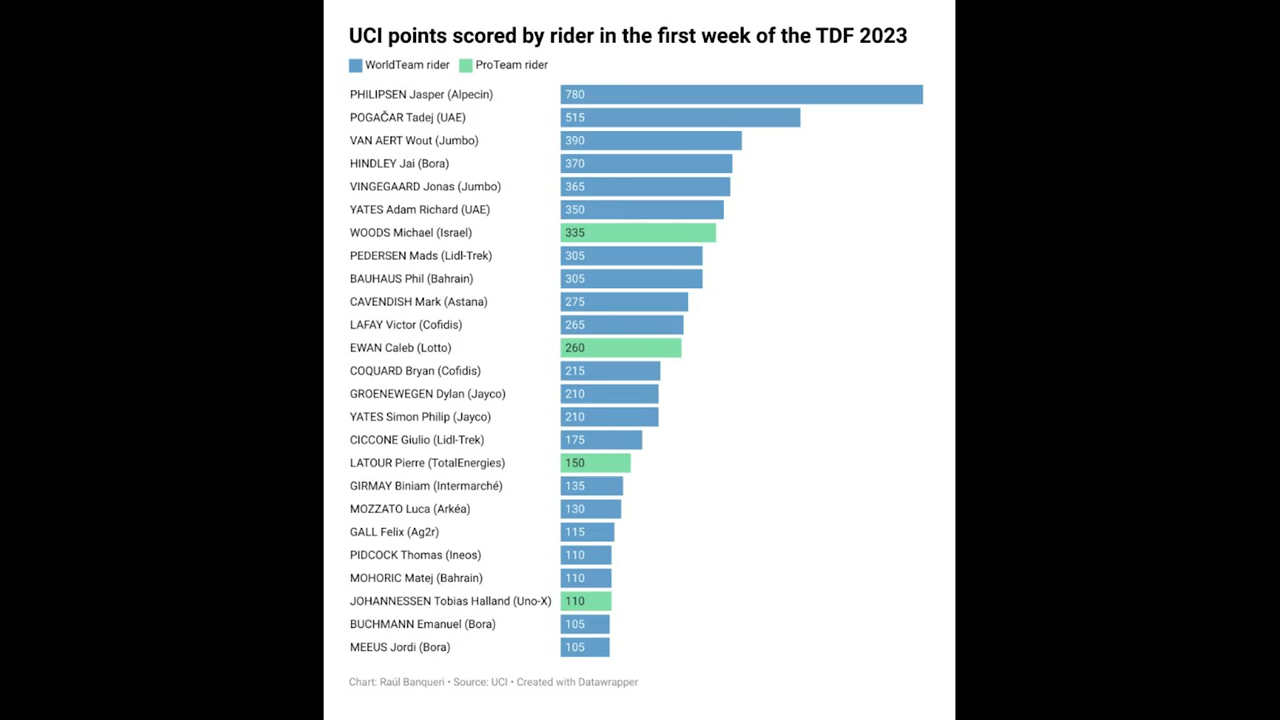 UCI points scored by rider in the first week of the TDF 2023
WorldTeam rider ProTeam rider
PHILIPSEN Jasper (Alpecin) 780
POGAČAR Tadej (UAE) 515
VAN AERT Wout (Jumbo) 390
HINDLEY Jai (Bora) 370
VINGEGAARD Jonas (Jumbo) 365
YATES Adam Richard (UAE) 350
WOODS Michael (Israel) 335
PEDERSEN Mads (Lidl-Trek) 305
BAUHAUS Phil (Bahrain) 305
CAVENDISH Mark (Astana) 275
LAFAY Victor (Cofidis) 265
EWAN Caleb (Lotto) 260
COQUARD Bryan (Cofidis) 215
GROENEWEGEN Dylan (Jayco) 210
YATES Simon Philip (Jayco) 210
CICCONE Giulio (Lidl-Trek) 175
LATOUR Pierre (TotalEnergies) 150
GIRMAY Biniam (Intermarché) 135
MOZZATO Luca (Arkéa) 130
GALL Felix (Ag2r) 115
PIDCOCK Thomas (Ineos) 110
MOHORIC Matej (Bahrain) 110
JOHANNESSEN Tobias Halland (Uno-X) 110
BUCHMANN Emanuel (Bora) 105
MEEUS Jordi (Bora) 105
Chart: Raúl Banqueri • Source: UCI • Created with Datawrapper